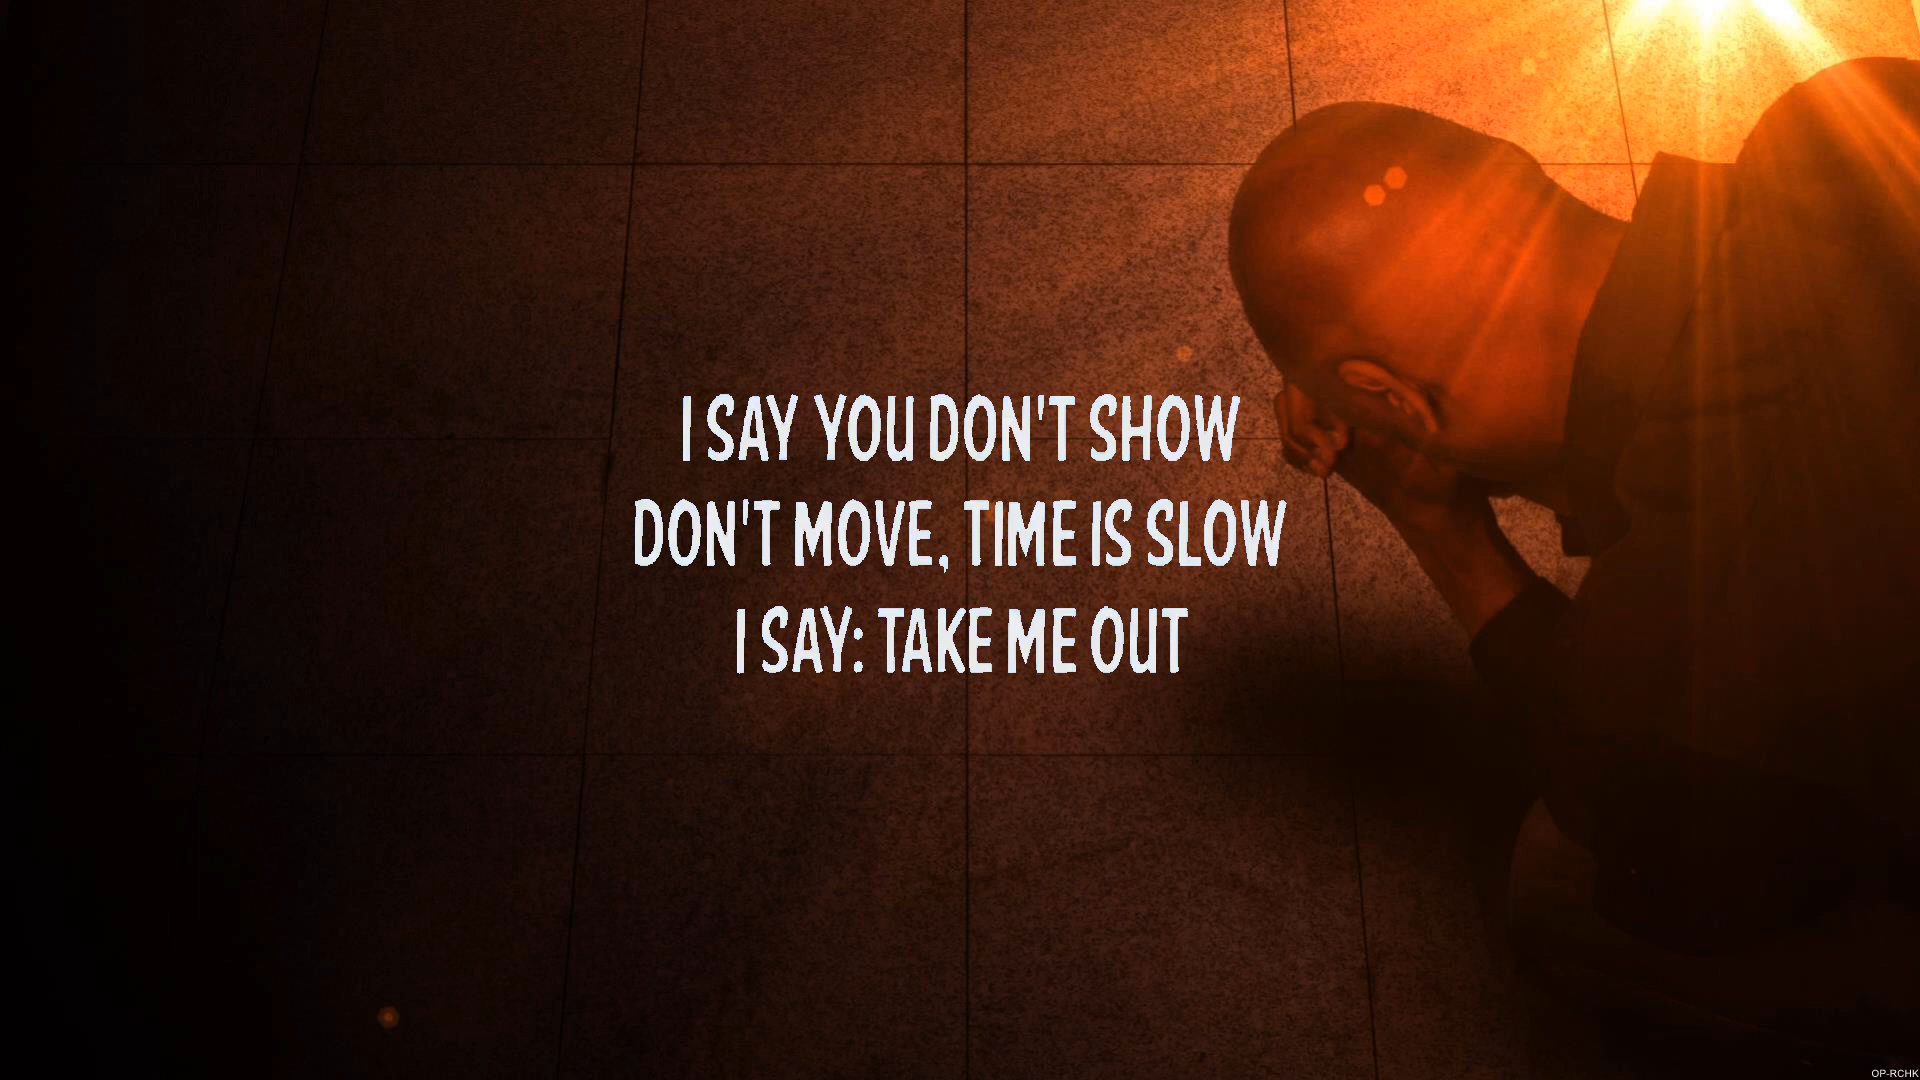 I SAY YOU DON'T SHOW
DON'T MOVE, TIME IS SLOW
I SAY: TAKE ME OUT
OP-RCHK